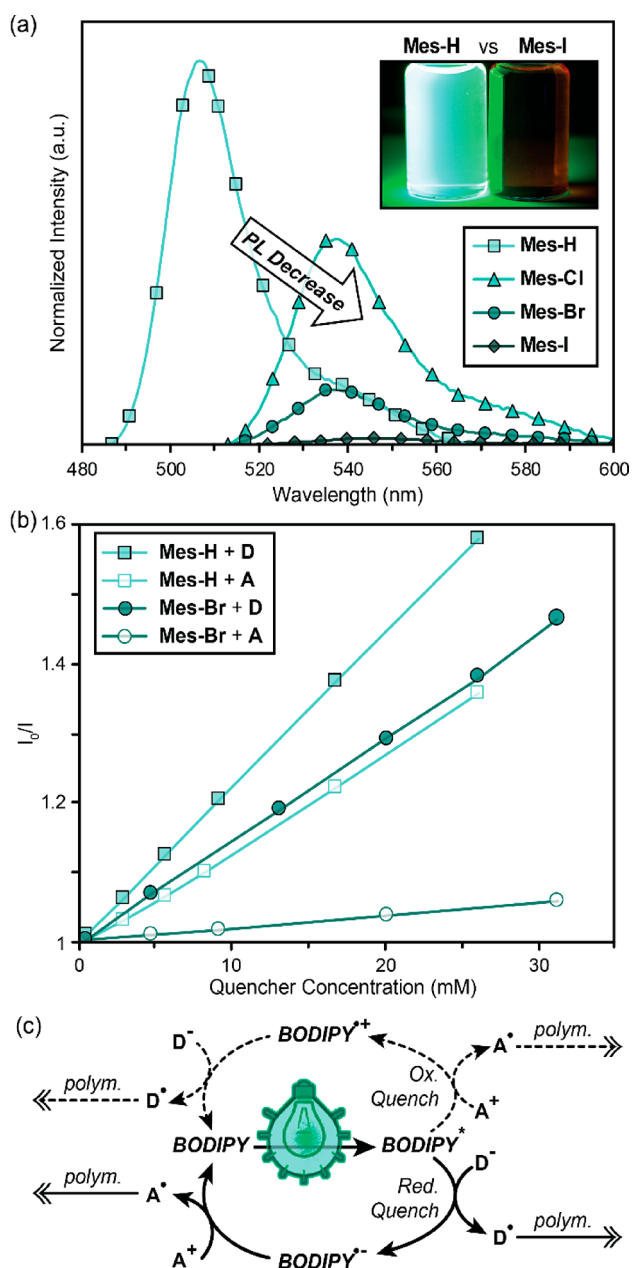 (a)
Mes-H vs Mes-I
PL Decrease
Mes-H
Mes-Cl
Mes-Br
Mes-I
Normalized Intensity (a.u.)
480 500 520 540 560 580 600
Wavelength (nm)
(b)
1.6
Mes-H + D
Mes-H + A
Mes-Br + D
Mes-Br + A
1.4
I0/I
1.2
1
0 10 20 30
Quencher Concentration (mM)
(c)
D- BODIPY•+ A• polym.
polym. D• Ox. Quench A+
BODIPY BODIPY*
polym. A• Red. Quench D-
A+ BODIPY•- D• polym.